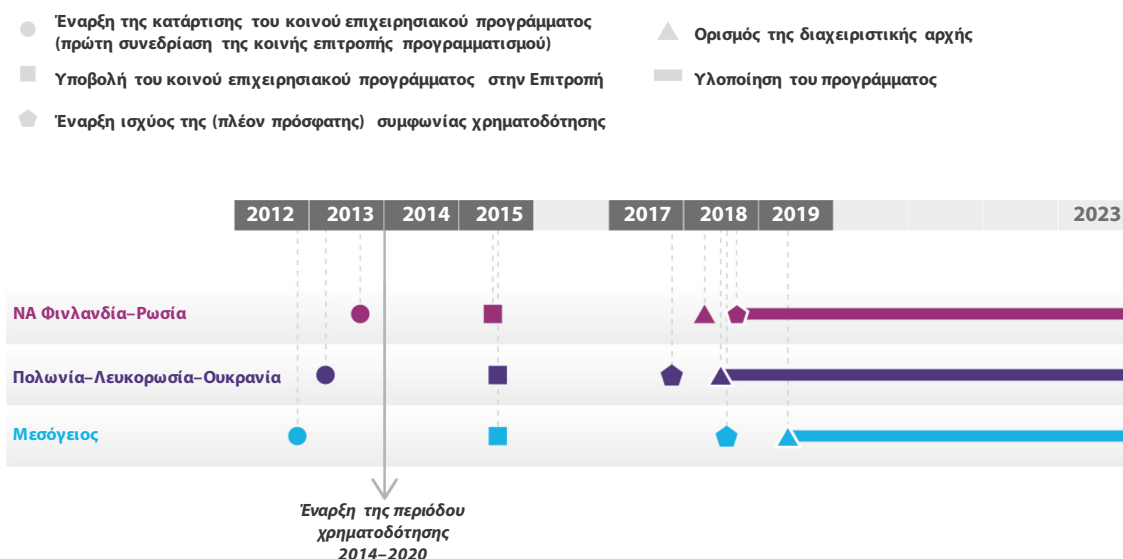 Έναρξη της κατάρτισης του κοινού επιχειρησιακού προγράμματος
(πρώτη συνεδρίαση της κοινής επιτροπής προγραμματισμού)
Υποβολή του κοινού επιχειρησιακού προγράμματος στην Επιτροπή
Έναρξη ισχύος της (πλέον πρόσφατης) συμφωνίας χρηματοδότησης
Ορισμός της διαχειριστικής αρχής
Υλοποίηση του προγράμματος
2012 2013 2014 2015 2017 2018 2019 2023
ΝΑ Φινλανδία–Ρωσία
Πολωνία–Λευκορωσία–Ουκρανία
Μεσόγειος
Έναρξη της περιόδου
χρηματοδότησης
2014–2020